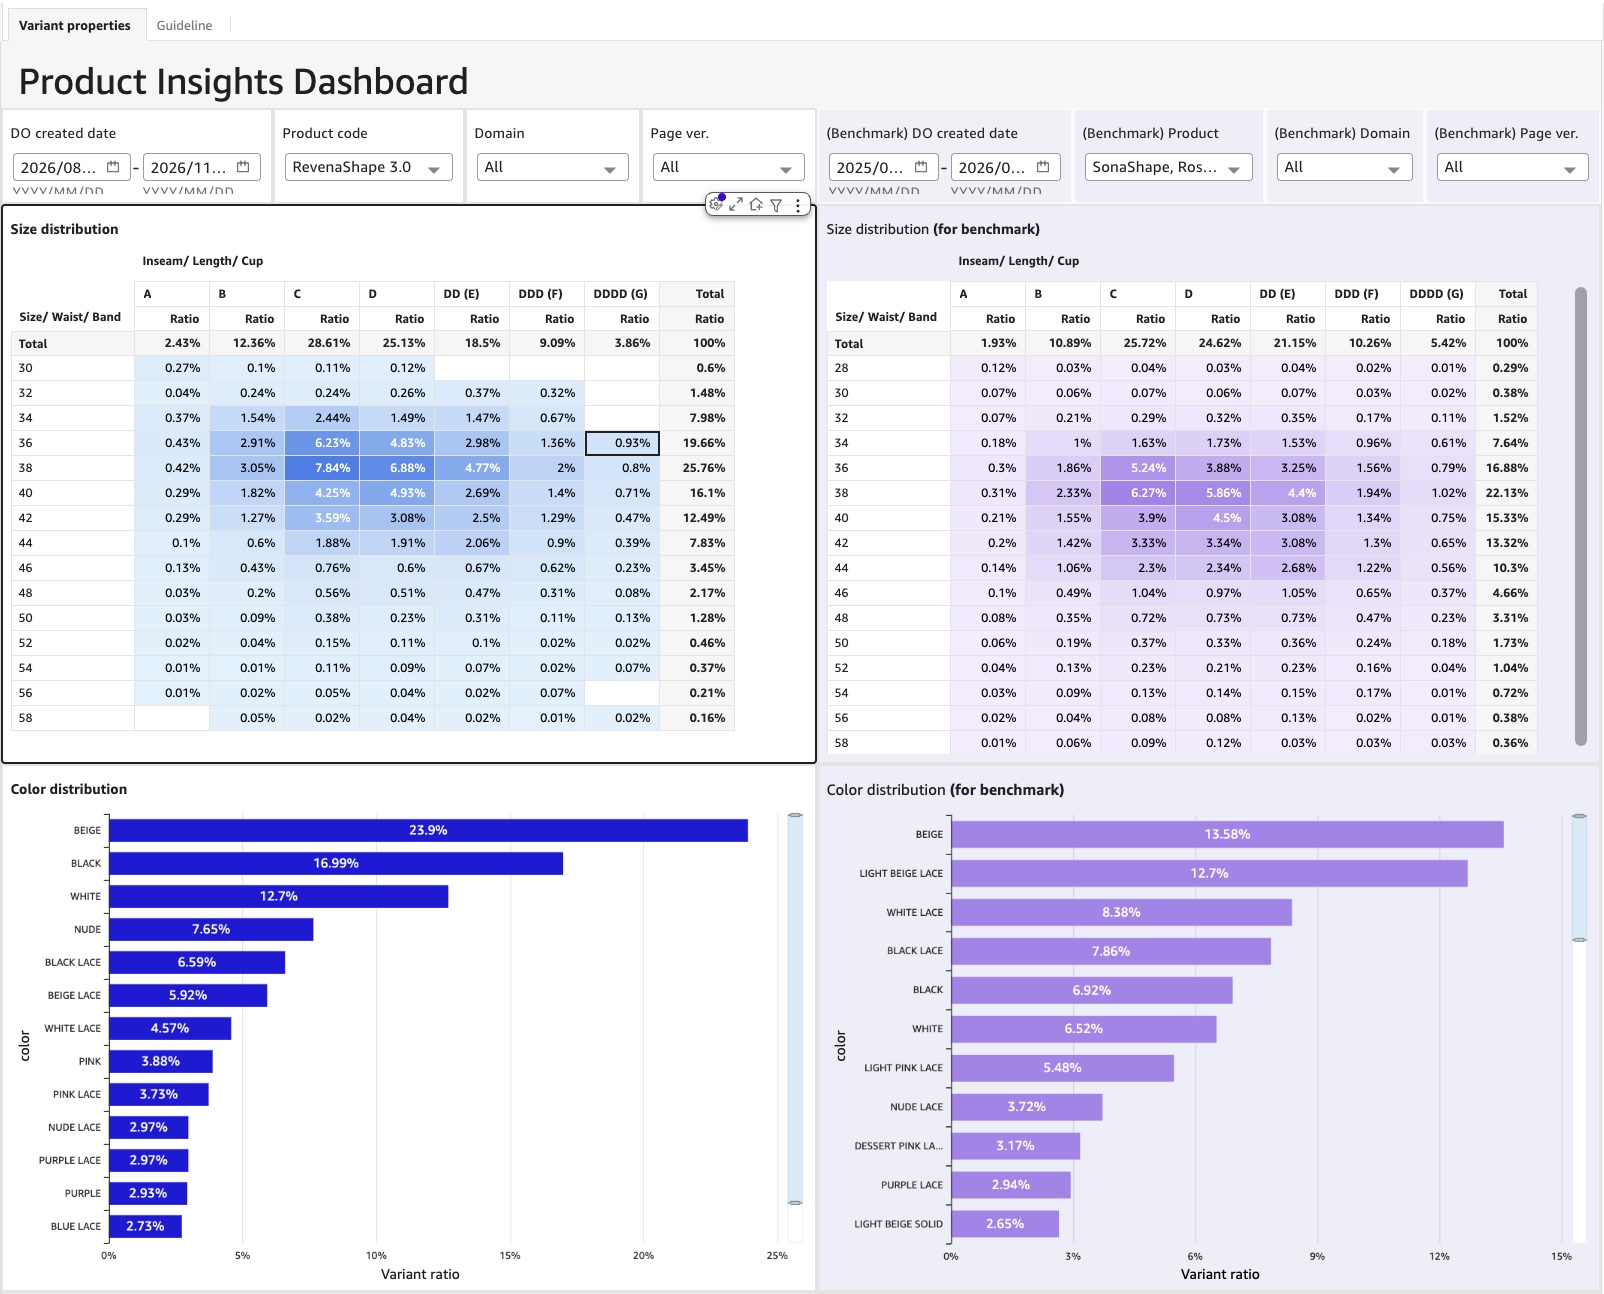 Variant properties
Guideline
Product Insights Dashboard
DO created date
2026/08... - 2026/11...
YYYY/MM/DD YYYY/MM/DD
Product code
RevenaShape 3.0
Domain
All
Page ver.
All
(Benchmark) DO created date
2025/0... - 2026/0...
YYYY/MM/DD YYYY/MM/DD
(Benchmark) Product
SonaShape, Ros...
(Benchmark) Domain
All
(Benchmark) Page ver.
All
Size distribution
Inseam/ Length/ Cup
A B C D DD (E) DDD (F) DDDD (G) Total
Size/ Waist/ Band Ratio Ratio Ratio Ratio Ratio Ratio Ratio Ratio
Total 2.43% 12.36% 28.61% 25.13% 18.5% 9.09% 3.86% 100%
30 0.27% 0.1% 0.11% 0.12% 0.6%
32 0.04% 0.24% 0.24% 0.26% 0.37% 0.32% 1.48%
34 0.37% 1.54% 2.44% 1.49% 1.47% 0.67% 7.98%
36 0.43% 2.91% 6.23% 4.83% 2.98% 1.36% 0.93% 19.66%
38 0.42% 3.05% 7.84% 6.88% 4.77% 2% 0.8% 25.76%
40 0.29% 1.82% 4.25% 4.93% 2.69% 1.4% 0.71% 16.1%
42 0.29% 1.27% 3.59% 3.08% 2.5% 1.29% 0.47% 12.49%
44 0.1% 0.6% 1.88% 1.91% 2.06% 0.9% 0.39% 7.83%
46 0.13% 0.43% 0.76% 0.6% 0.67% 0.62% 0.23% 3.45%
48 0.03% 0.2% 0.56% 0.51% 0.47% 0.31% 0.08% 2.17%
50 0.03% 0.09% 0.38% 0.23% 0.31% 0.11% 0.13% 1.28%
52 0.02% 0.04% 0.15% 0.11% 0.1% 0.02% 0.02% 0.46%
54 0.01% 0.01% 0.11% 0.09% 0.07% 0.02% 0.07% 0.37%
56 0.01% 0.02% 0.05% 0.04% 0.02% 0.07% 0.21%
58 0.05% 0.02% 0.04% 0.02% 0.01% 0.02% 0.16%
Size distribution (for benchmark)
Inseam/ Length/ Cup
A B C D DD (E) DDD (F) DDDD (G) Total
Size/ Waist/ Band Ratio Ratio Ratio Ratio Ratio Ratio Ratio Ratio
Total 1.93% 10.89% 25.72% 24.62% 21.15% 10.26% 5.42% 100%
28 0.12% 0.03% 0.04% 0.03% 0.04% 0.02% 0.01% 0.29%
30 0.07% 0.06% 0.07% 0.06% 0.07% 0.03% 0.02% 0.38%
32 0.07% 0.21% 0.29% 0.32% 0.35% 0.17% 0.11% 1.52%
34 0.18% 1% 1.63% 1.73% 1.53% 0.96% 0.61% 7.64%
36 0.3% 1.86% 5.24% 3.88% 3.25% 1.56% 0.79% 16.88%
38 0.31% 2.33% 6.27% 5.86% 4.4% 1.94% 1.02% 22.13%
40 0.21% 1.55% 3.9% 4.5% 3.08% 1.34% 0.75% 15.33%
42 0.2% 1.42% 3.33% 3.34% 3.08% 1.3% 0.65% 13.32%
44 0.14% 1.06% 2.3% 2.34% 2.68% 1.22% 0.56% 10.3%
46 0.1% 0.49% 1.04% 0.97% 1.05% 0.65% 0.37% 4.66%
48 0.08% 0.35% 0.72% 0.73% 0.73% 0.47% 0.23% 3.31%
50 0.06% 0.19% 0.37% 0.33% 0.36% 0.24% 0.18% 1.73%
52 0.04% 0.13% 0.23% 0.21% 0.23% 0.16% 0.04% 1.04%
54 0.03% 0.09% 0.13% 0.14% 0.15% 0.17% 0.01% 0.72%
56 0.02% 0.04% 0.08% 0.08% 0.13% 0.02% 0.01% 0.38%
58 0.01% 0.06% 0.09% 0.12% 0.03% 0.03% 0.03% 0.36%
Color distribution
color
BEIGE 23.9%
BLACK 16.99%
WHITE 12.7%
NUDE 7.65%
BLACK LACE 6.59%
BEIGE LACE 5.92%
WHITE LACE 4.57%
PINK 3.88%
PINK LACE 3.73%
NUDE LACE 2.97%
PURPLE LACE 2.97%
PURPLE 2.93%
BLUE LACE 2.73%
0% 5% 10% 15% 20% 25%
Variant ratio
Color distribution (for benchmark)
color
BEIGE 13.58%
LIGHT BEIGE LACE 12.7%
WHITE LACE 8.38%
BLACK LACE 7.86%
BLACK 6.92%
WHITE 6.52%
LIGHT PINK LACE 5.48%
NUDE LACE 3.72%
DESSERT PINK LA... 3.17%
PURPLE LACE 2.94%
LIGHT BEIGE SOLID 2.65%
0% 3% 6% 9% 12% 15%
Variant ratio